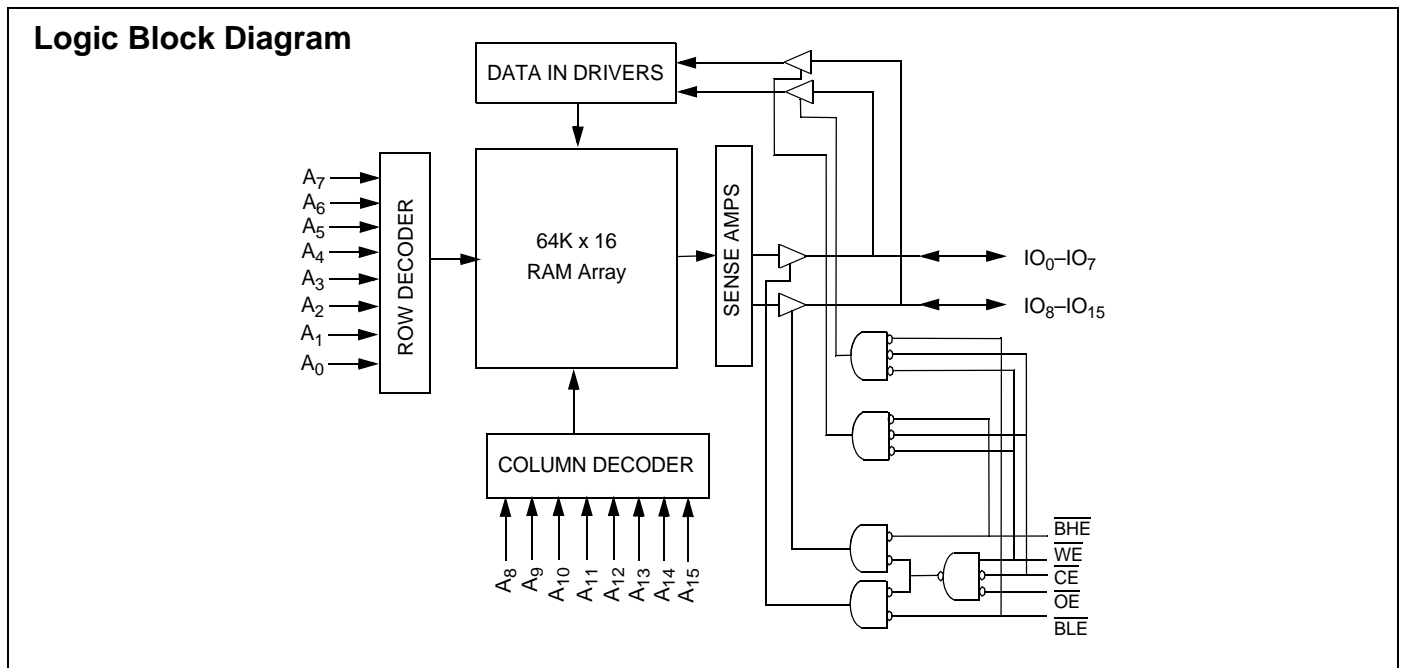 Logic Block Diagram
DATA IN DRIVERS
A7
A6
A5
A4
A3
A2
A1
A0
ROW DECODER
64K x 16
RAM Array
SENSE AMPS
IO0–IO7
IO8–IO15
COLUMN DECODER
A8
A9
A10
A11
A12
A13
A14
A15
BHE
WE
CE
OE
BLE